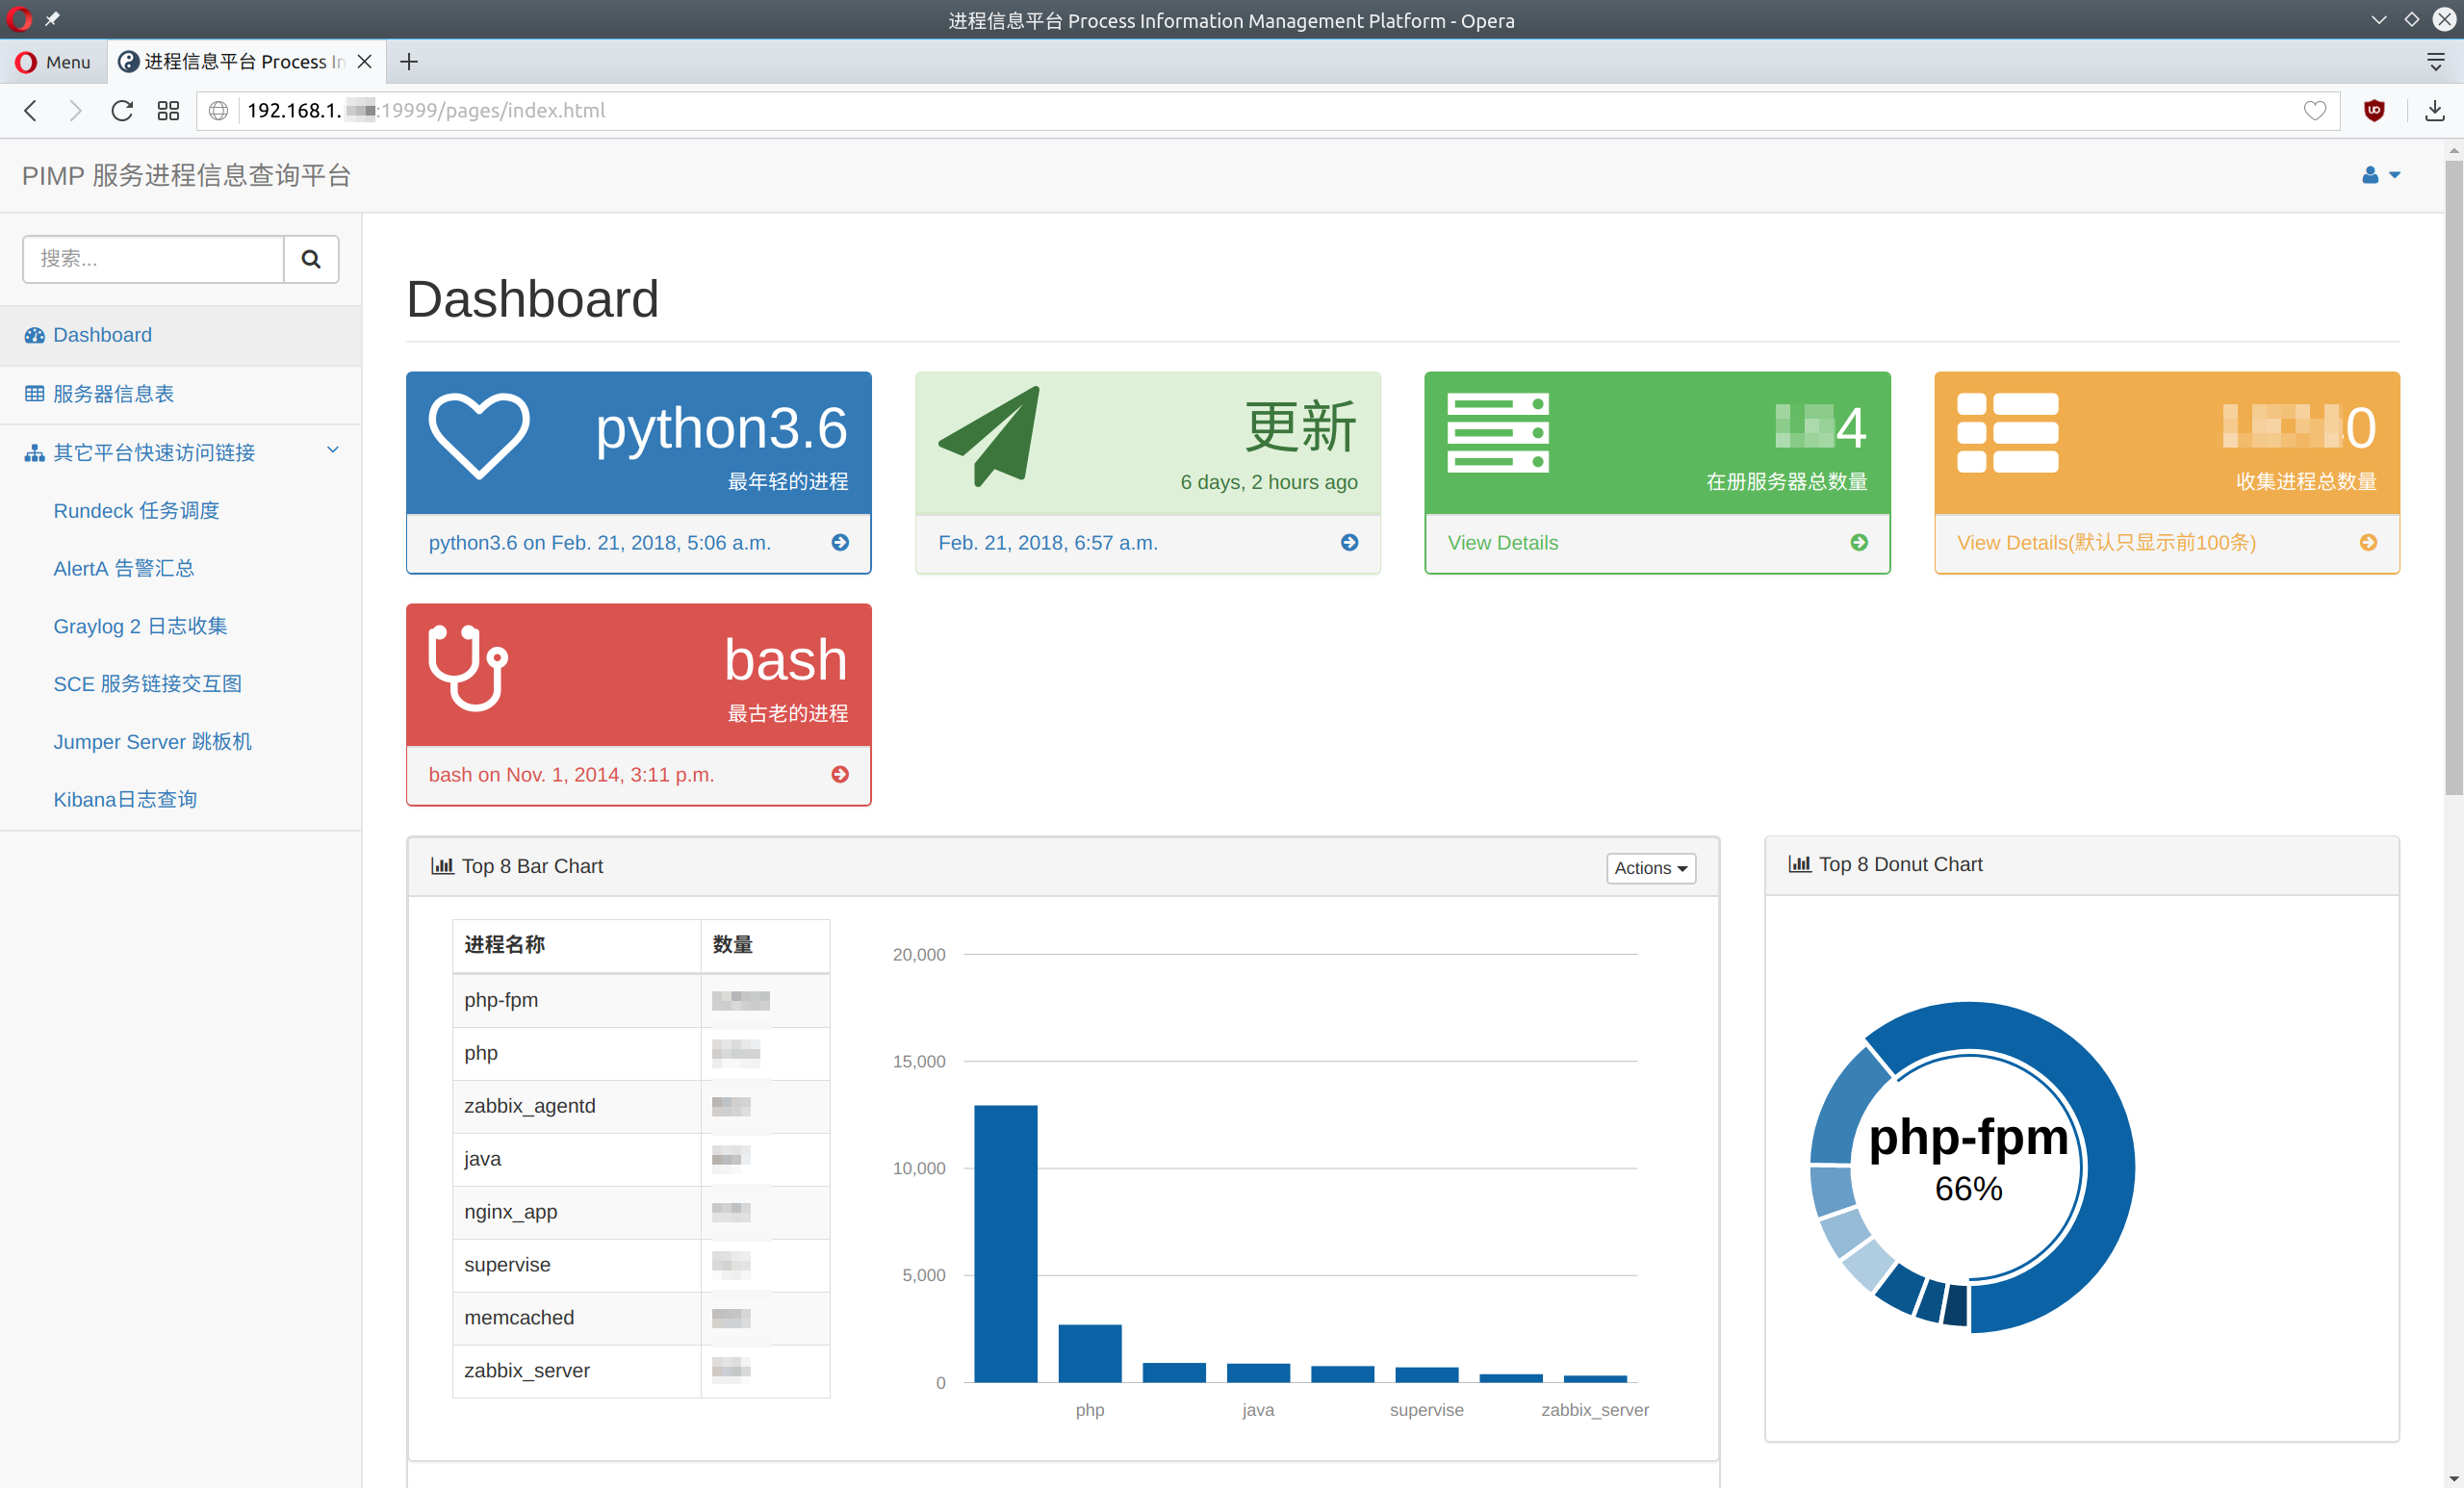 进程信息平台 Process Information Management Platform - Opera
Menu
进程信息平台 Process In
192.168.1.
:19999/pages/index.html
PIMP 服务进程信息查询平台
搜索...
Dashboard
服务器信息表
其它平台快速访问链接
Rundeck 任务调度
AlertA 告警汇总
Graylog 2 日志收集
SCE 服务链接交互图
Jumper Server 跳板机
Kibana日志查询
Dashboard
python3.6
最年轻的进程
python3.6 on Feb. 21, 2018, 5:06 a.m.
更新
6 days, 2 hours ago
Feb. 21, 2018, 6:57 a.m.
4
在册服务器总数量
View Details
0
收集进程总数量
View Details(默认只显示前100条)
bash
最古老的进程
bash on Nov. 1, 2014, 3:11 p.m.
Top 8 Bar Chart
Actions
进程名称 数量
php-fpm
php
zabbix_agentd
java
nginx_app
supervise
memcached
zabbix_server
20,000
15,000
10,000
5,000
0
php java supervise zabbix_server
Top 8 Donut Chart
php-fpm
66%